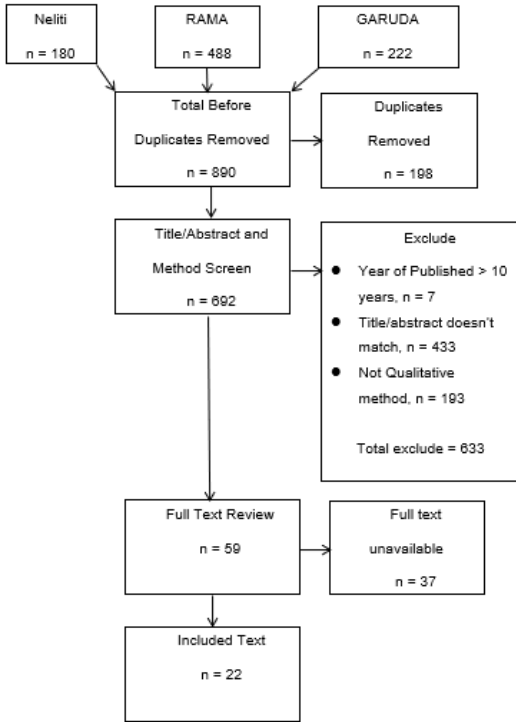 Neliti
n = 180
RAMA
n = 488
GARUDA
n = 222
Total Before
Duplicates Removed
n = 890
Duplicates
Removed
n = 198
Title/Abstract and
Method Screen
n = 692
Exclude
● Year of Published > 10
years, n = 7
● Title/abstract doesn't
match, n = 433
● Not Qualitative
method, n = 193
Total exclude = 633
Full Text Review
n = 59
Full text
unavailable
n = 37
Included Text
n = 22